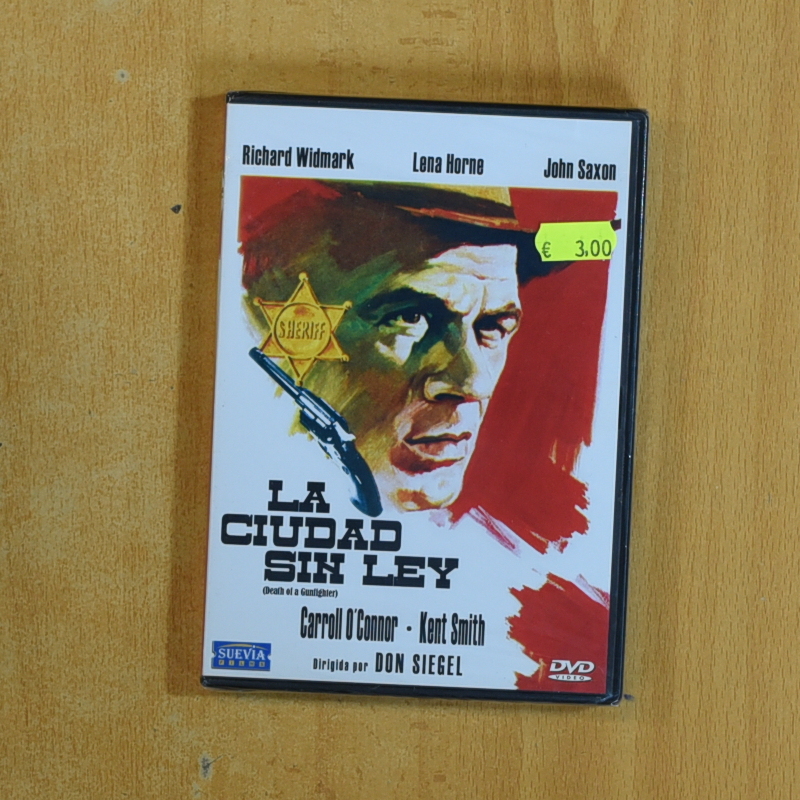 Richard Widmark Lena Horne John Saxon
€ 3,00
SHERIFF
LA
CIUDAD
SIN LEY
(Death of a Gunfighter)
Carroll O'Connor · Kent Smith
Dirigida por DON SIEGEL
SUEVIA
FILMS
DVD
VIDEO